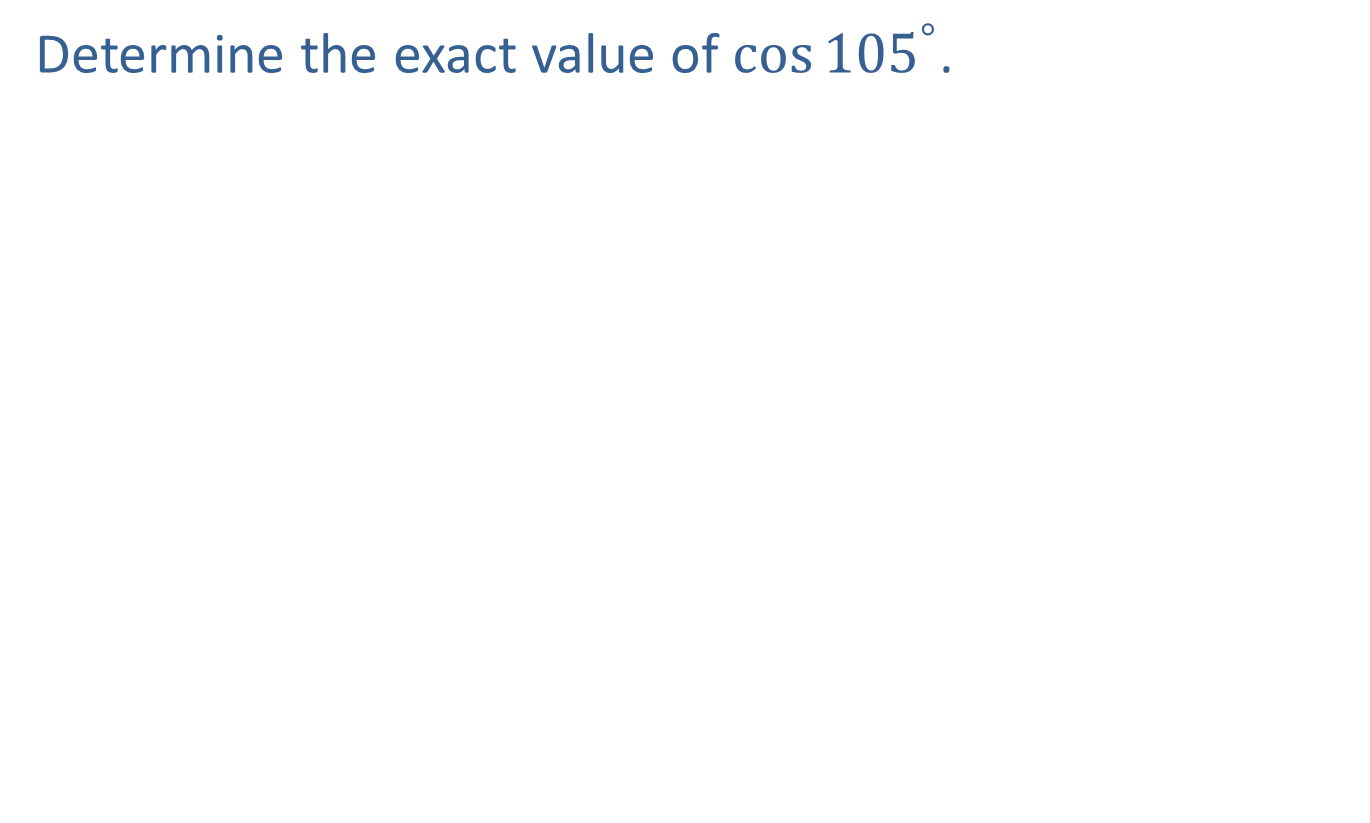 Determine the exact value of cos 105°.